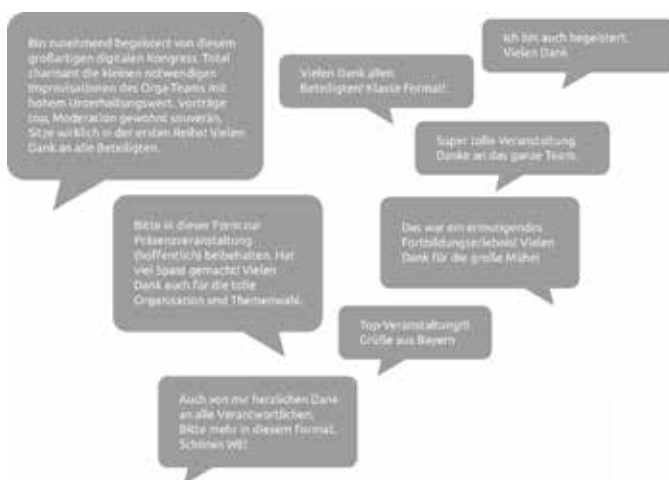 Bin zunehmend begeistert von diesem
großartigen digitalen Kongress. Total
charmant die kleinen notwendigen
Improvisationen des Orga-Teams mit
hohem Unterhaltungswert. Vorträge
top, Moderation gewohnt souverän.
Sitze wirklich in der ersten Reihe! Vielen
Dank an alle Beteiligten.
Vielen Dank allen
Beteiligten! Klasse Format!
Ich bin auch begeistert.
Vielen Dank
Super tolle Veranstaltung.
Danke an das ganze Team.
Bitte in dieser Form zur
Präsenzveranstaltung
(hoffentlich) beibehalten. Hat
viel Spass gemacht! Vielen
Dank auch für die tolle
Organisation und Themenwahl.
Das war ein ermutigendes
Fortbildungserlebnis! Vielen
Dank für die große Mühe!
Top-Veranstaltung!!!
Grüße aus Bayern
Auch von mir herzlichen Dank
an alle Verantwortlichen.
Bitte mehr in diesem Format.
Schönes WE!